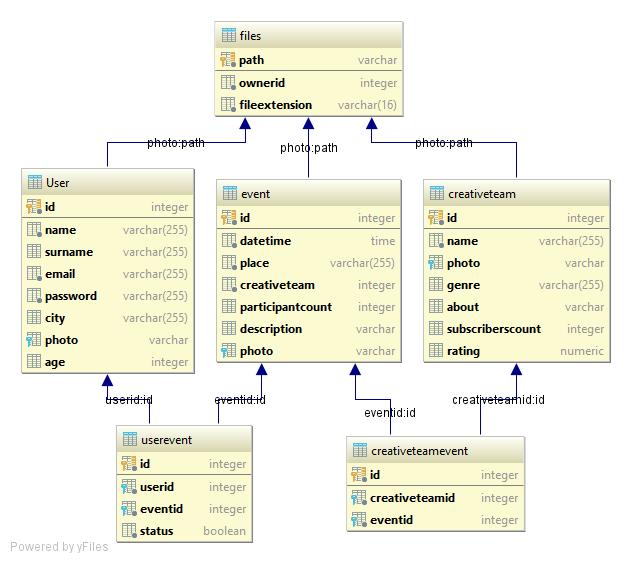 files
path varchar
ownerid integer
fileextension varchar(16)
photo:path
photo:path
photo:path
User
id integer
name varchar(255)
surname varchar(255)
email varchar(255)
password varchar(255)
city varchar(255)
photo varchar
age integer
event
id integer
datetime time
place varchar(255)
creativeteam integer
participantcount integer
description varchar
photo varchar
creativeteam
id integer
name varchar(255)
photo varchar
genre varchar(255)
about varchar
subscriberscount integer
rating numeric
userid:id
eventid:id
eventid:id
creativeteamid:id
userevent
id integer
userid integer
eventid integer
status boolean
creativeteamevent
id integer
creativeteamid integer
eventid integer
Powered by yFiles